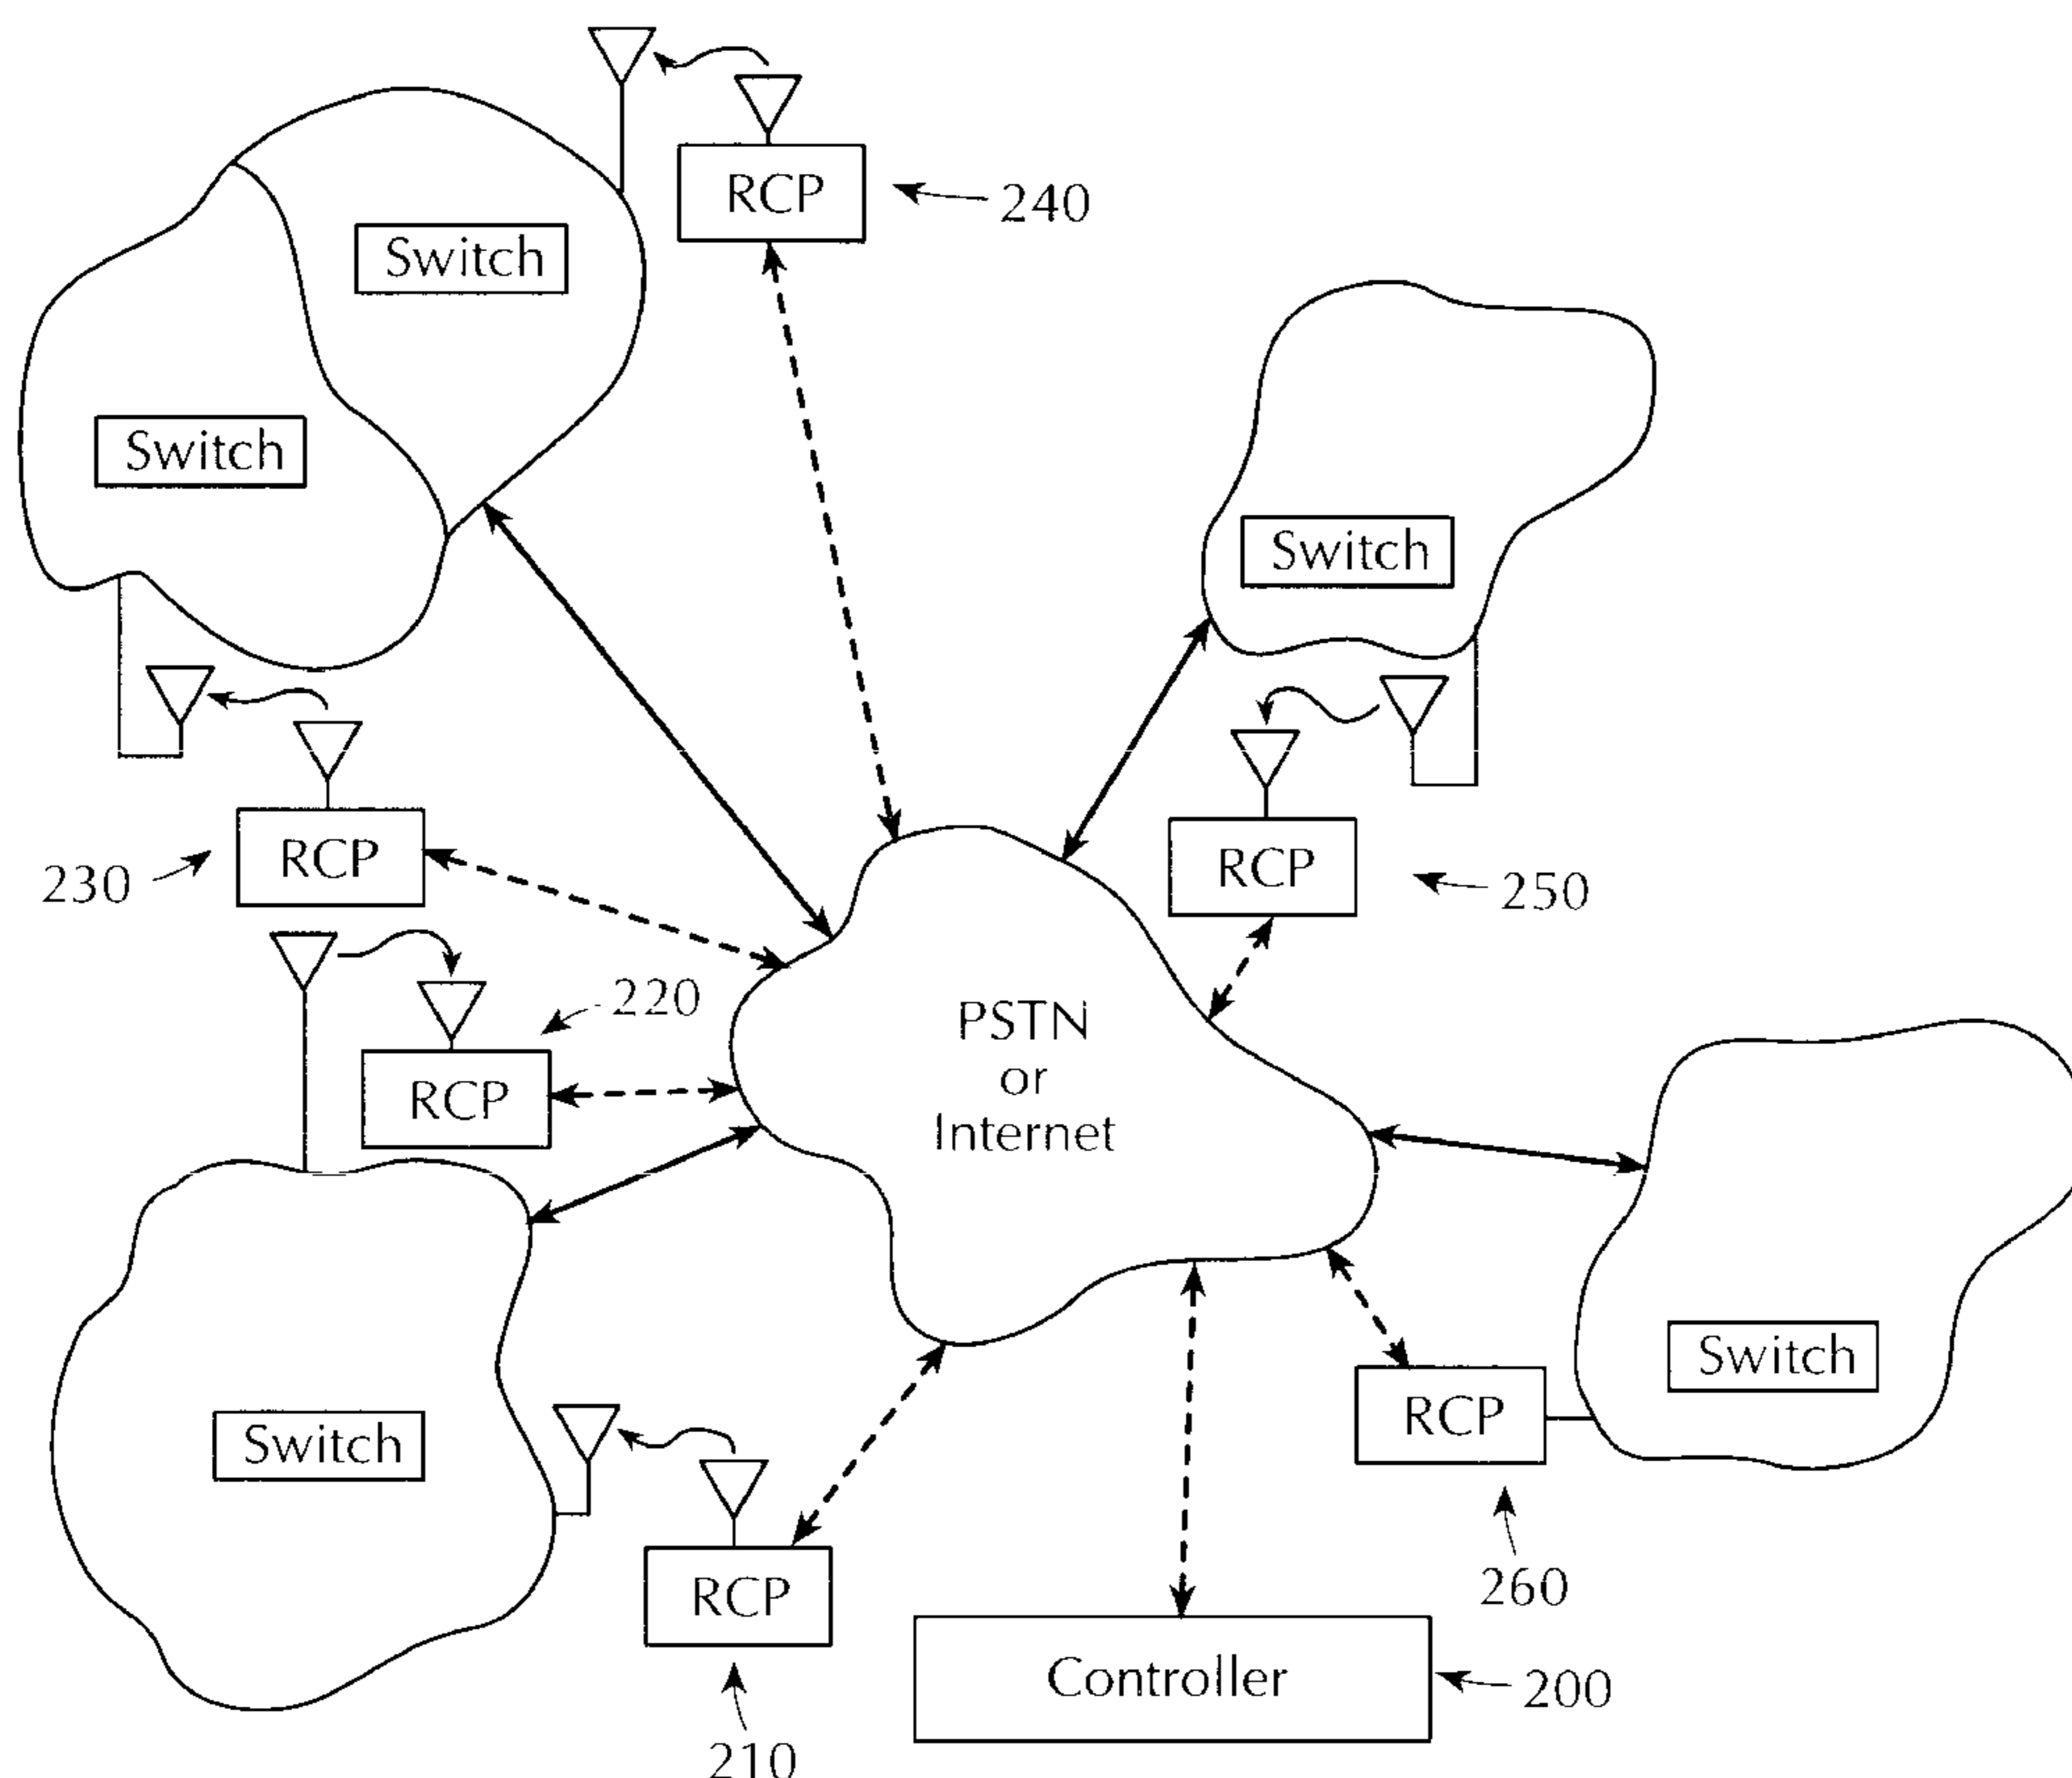 RCP
240
Switch
Switch
Switch
RCP
230
RCP
250
220
RCP
PSTN
or
Internet
Switch
RCP
Switch
260
RCP
Controller
200
210